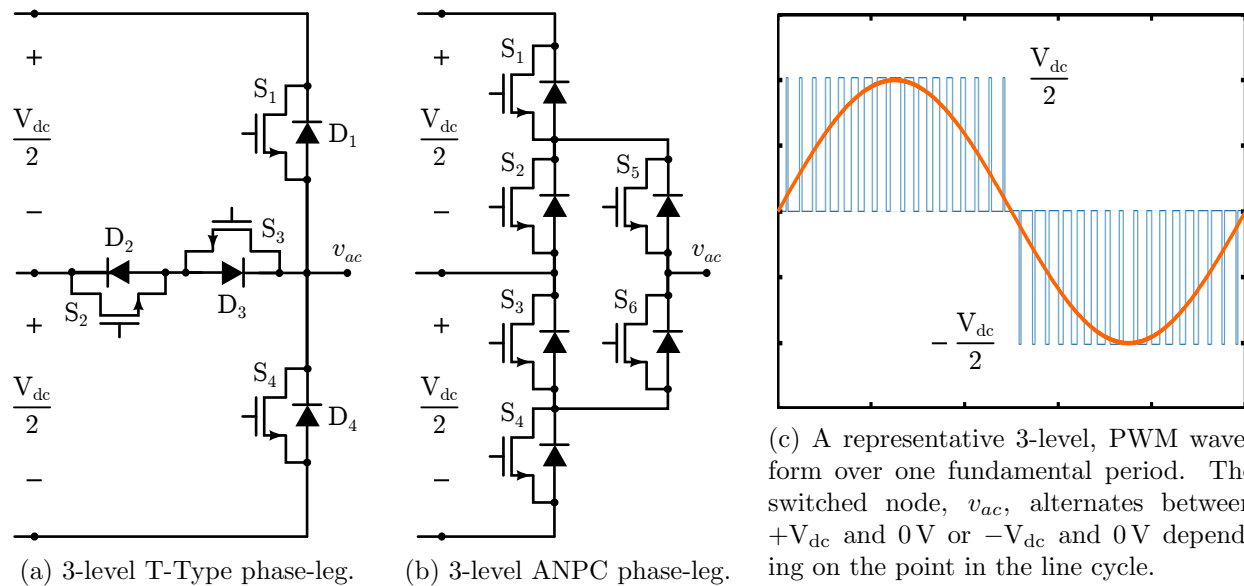 +
V_dc
2
−
+
V_dc
2
−
S_1
D_1
D_2
S_2
S_3
D_3
v_ac
S_4
D_4
(a) 3-level T-Type phase-leg.
+
V_dc
2
−
+
V_dc
2
−
S_1
S_2
S_5
v_ac
S_3
S_6
S_4
(b) 3-level ANPC phase-leg.
V_dc
2
− V_dc
2
(c) A representative 3-level, PWM wave
form over one fundamental period. Th
switched node, v_ac, alternates between
+V_dc and 0 V or −V_dc and 0 V depend
ing on the point in the line cycle.